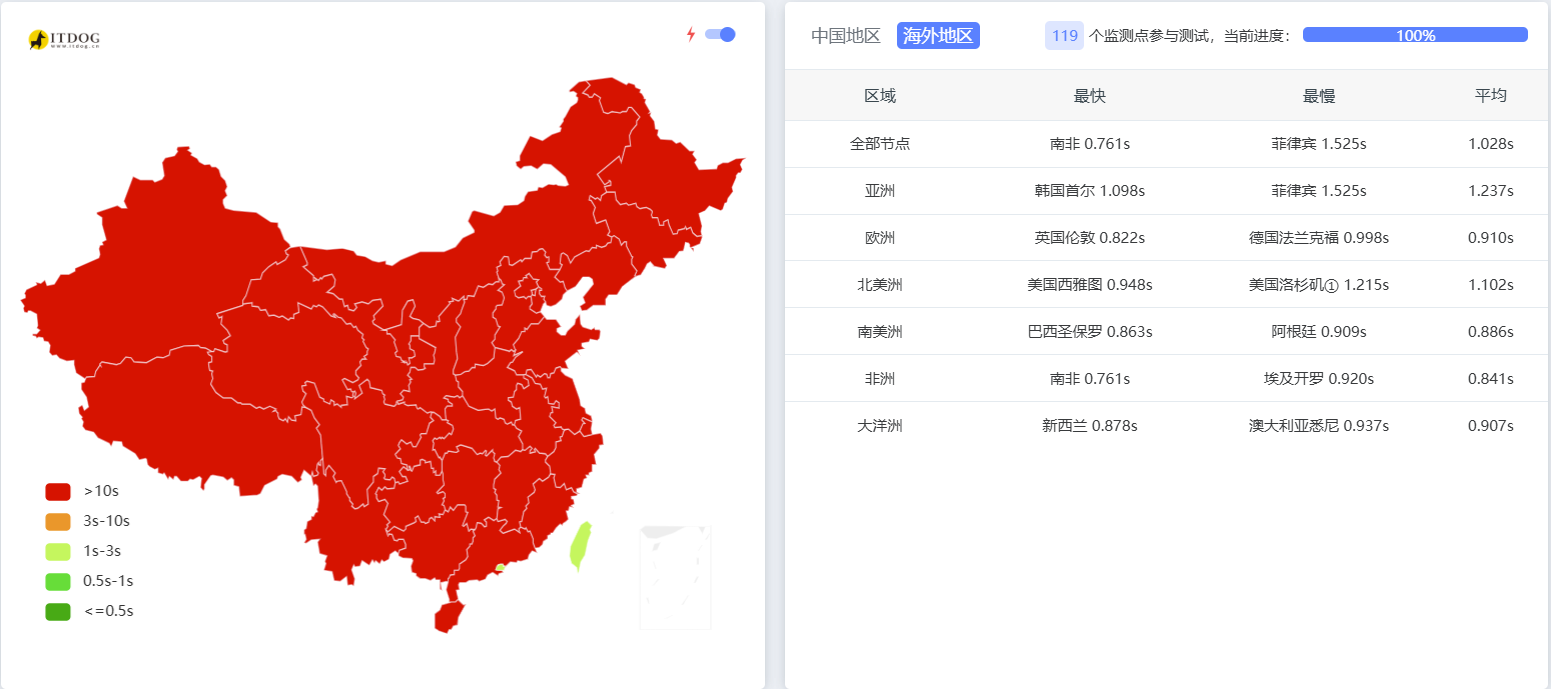 ITDOG
www.itdog.cn
>10s
3s-10s
1s-3s
0.5s-1s
<=0.5s
中国地区 海外地区 119 个监测点参与测试，当前进度： 100%
区域 最快 最慢 平均
全部节点 南非 0.761s 菲律宾 1.525s 1.028s
亚洲 韩国首尔 1.098s 菲律宾 1.525s 1.237s
欧洲 英国伦敦 0.822s 德国法兰克福 0.998s 0.910s
北美洲 美国西雅图 0.948s 美国洛杉矶① 1.215s 1.102s
南美洲 巴西圣保罗 0.863s 阿根廷 0.909s 0.886s
非洲 南非 0.761s 埃及开罗 0.920s 0.841s
大洋洲 新西兰 0.878s 澳大利亚悉尼 0.937s 0.907s